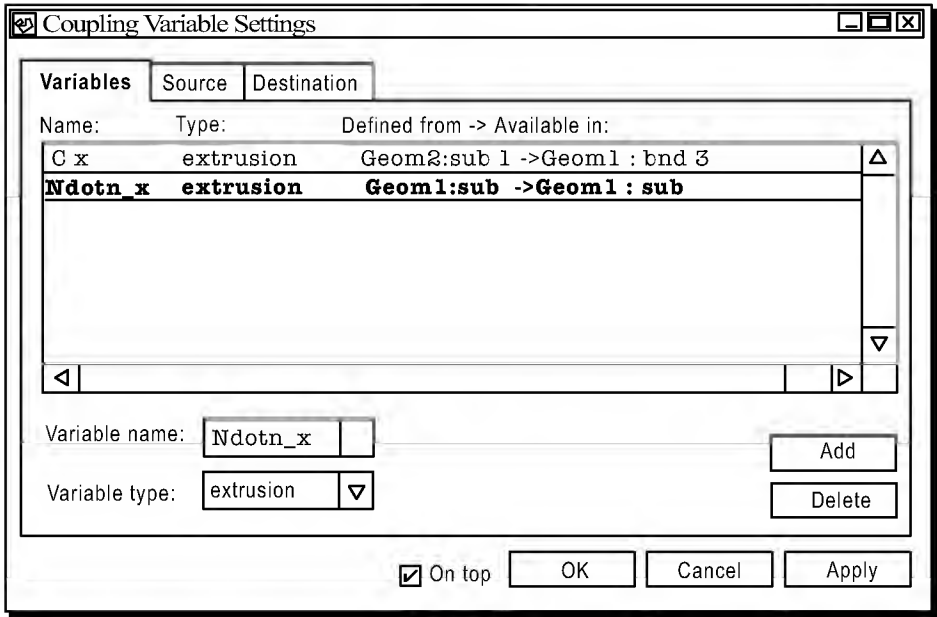 Coupling Variable Settings
Variables Source Destination
Name: Type: Defined from -> Available in:
C x extrusion Geom2:sub 1 ->Geom1 : bnd 3
Ndotn_x extrusion Geom1:sub ->Geom1 : sub
Variable name: Ndotn_x
Add
Variable type: extrusion
Delete
On top OK Cancel Apply